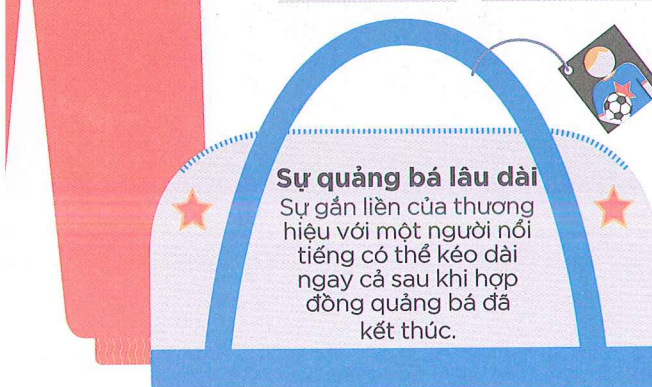 Sự quảng bá lâu dài
Sự gắn liền của thương
hiệu với một người nổi
tiếng có thể kéo dài
ngay cả sau khi hợp
đồng quảng bá đã
kết thúc.